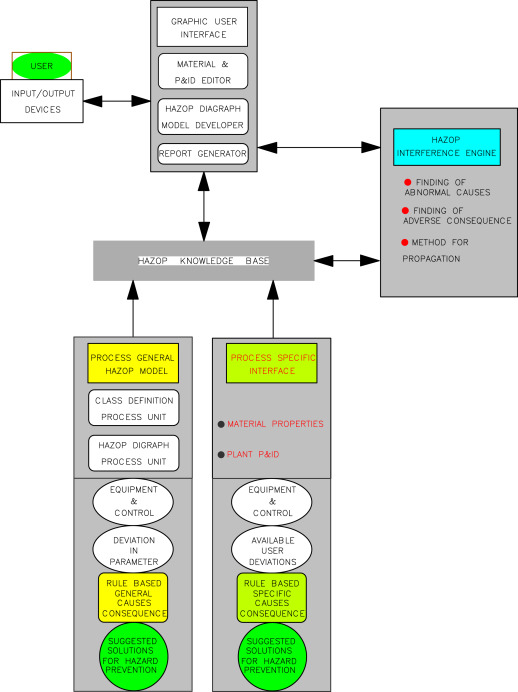 GRAPHIC USER
INTERFACE
MATERIAL &
P&ID EDITOR
HAZOP DIAGRAPH
MODEL DEVELOPER
REPORT GENERATOR
USER
INPUT/OUTPUT
DEVICES
HAZOP
INTERFERENCE ENGINE
FINDING OF
ABNORMAL CAUSES
FINDING OF
ADVERSE CONSEQUENCE
METHOD FOR
PROPAGATION
HAZOP KNOWLEDGE BASE
PROCESS GENERAL
HAZOP MODEL
CLASS DEFINITION
PROCESS UNIT
HAZOP DIGRAPH
PROCESS UNIT
EQUIPMENT
&
CONTROL
DEVIATION
IN
PARAMETER
RULE BASED
GENERAL
CAUSES
CONSEQUENCE
SUGGESTED
SOLUTIONS
FOR HAZARD
PREVENTION
PROCESS SPECIFIC
INTERFACE
MATERIAL PROPERTIES
PLANT P&ID
EQUIPMENT
&
CONTROL
AVAILABLE
USER
DEVIATIONS
RULE BASED
SPECIFIC
CAUSES
CONSEQUENCE
SUGGESTED
SOLUTIONS
FOR HAZARD
PREVENTION